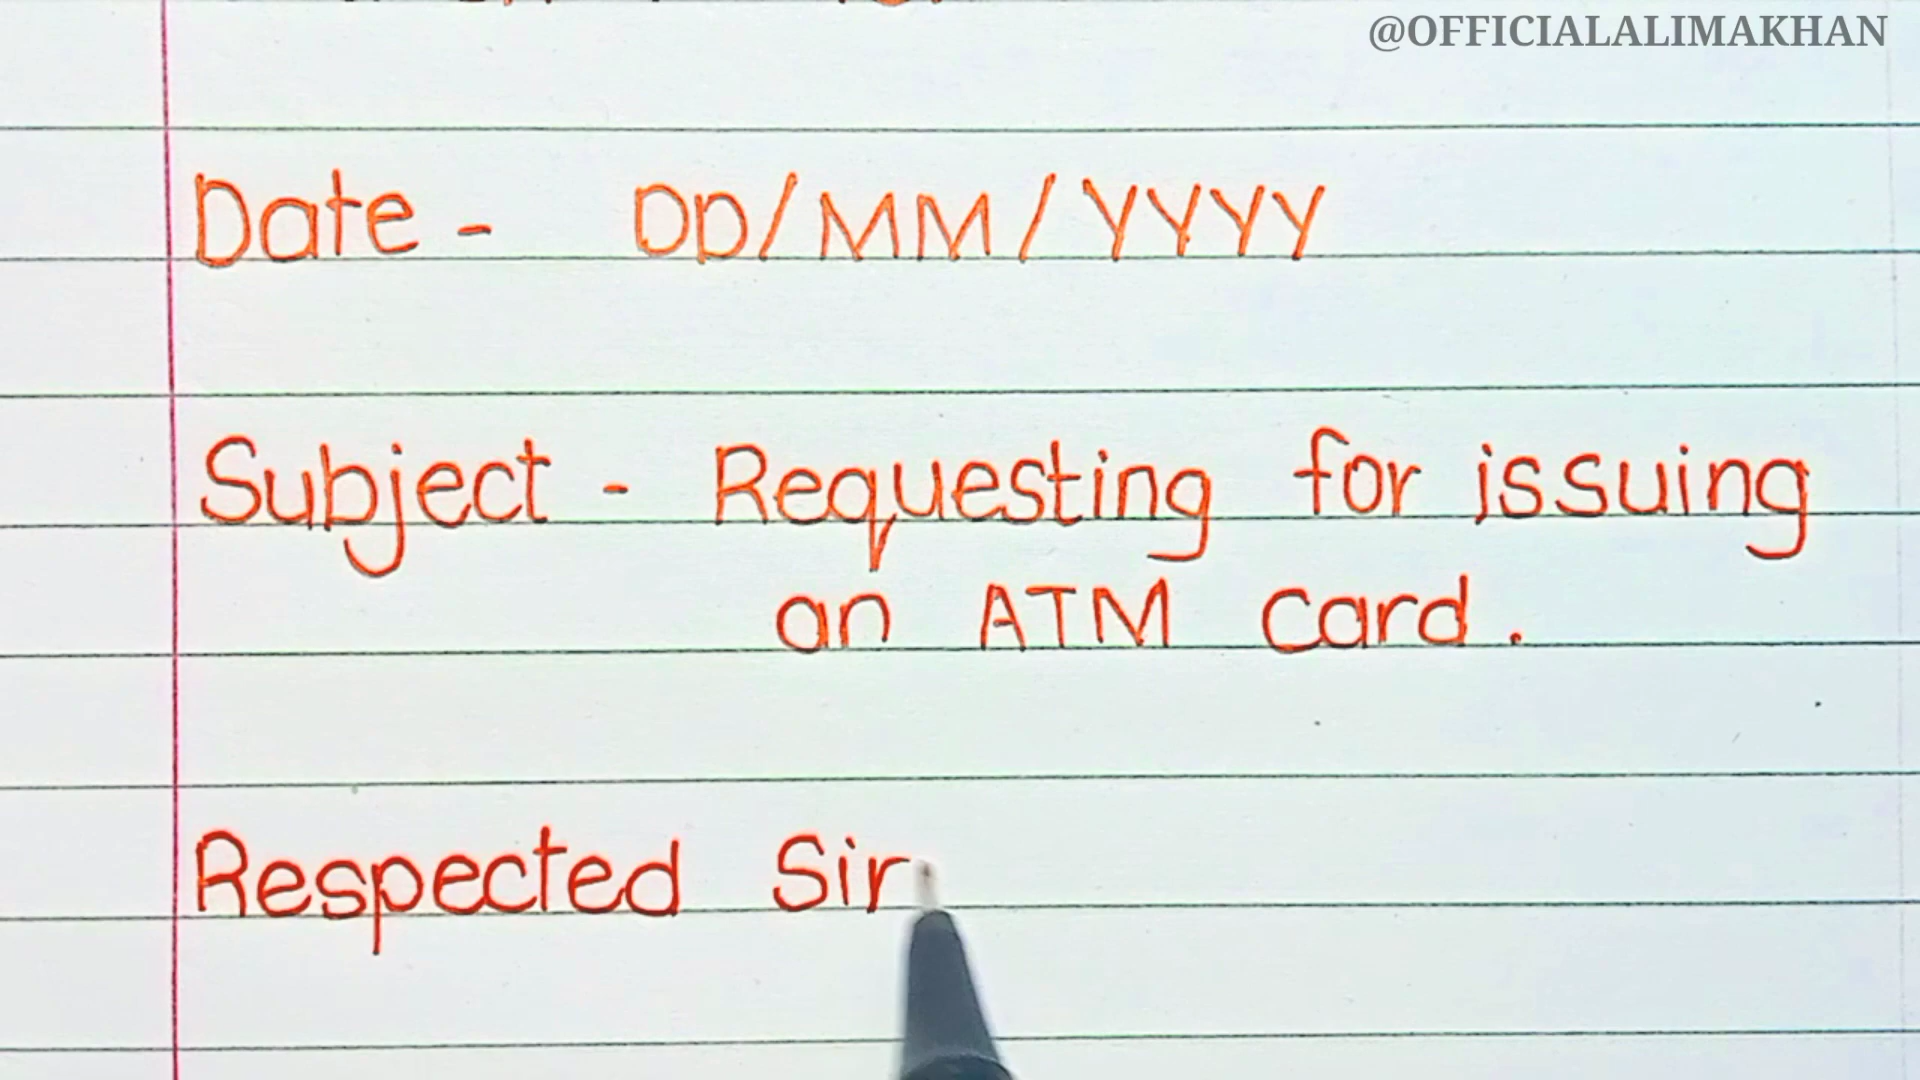 @OFFICIALALIMAKHAN
Date - DD/MM/YYYY
Subject - Requesting for issuing
an ATM card.
Respected Sir